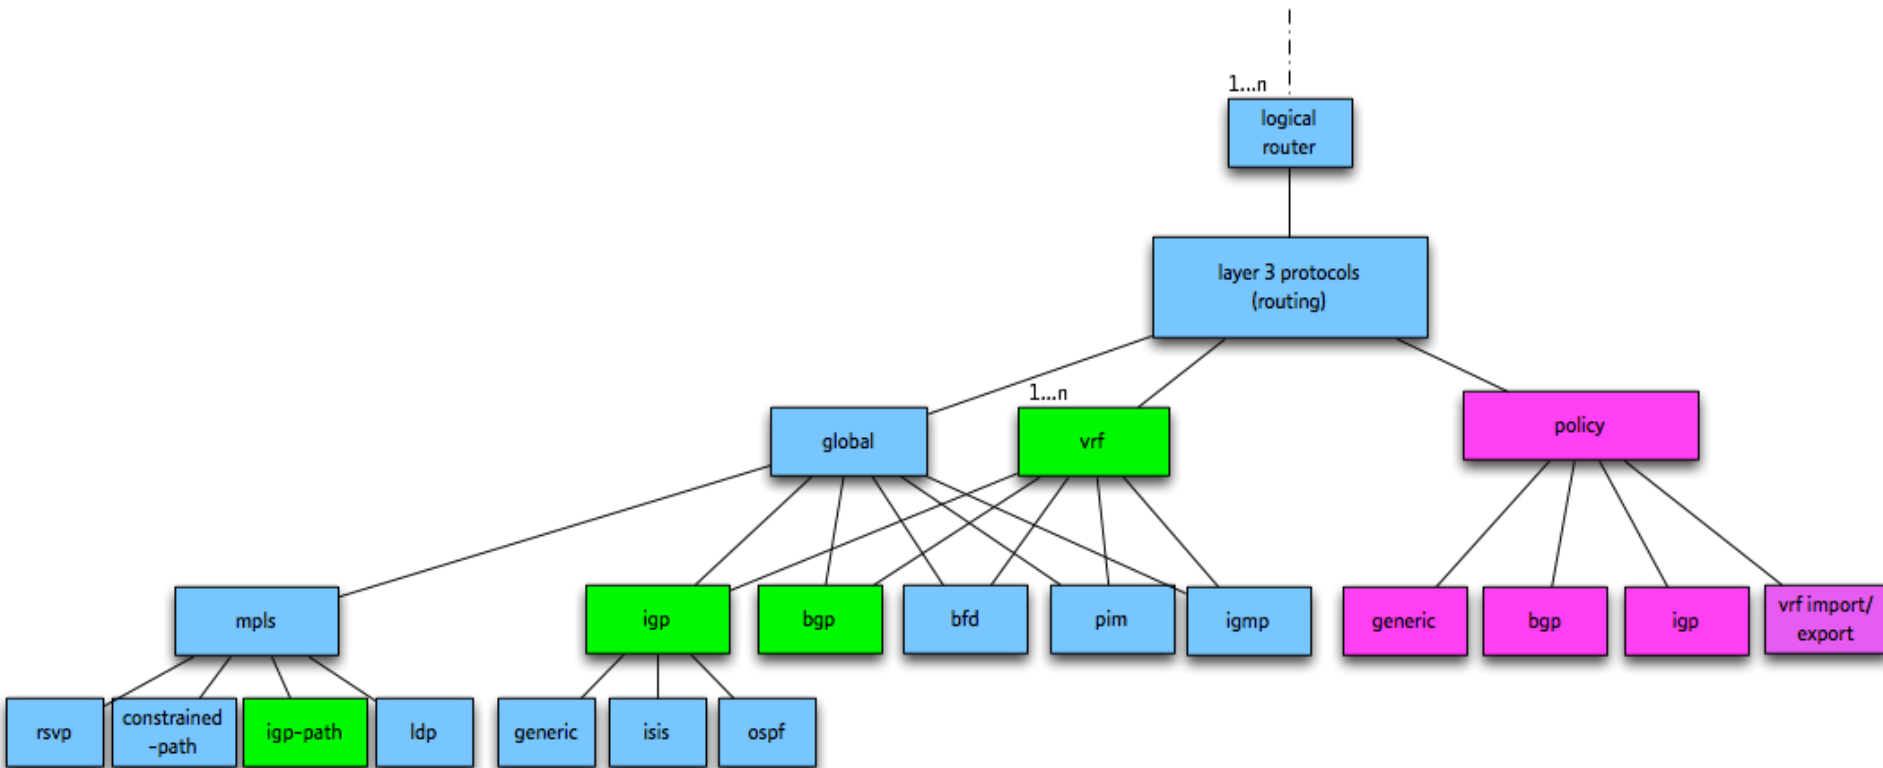 1...n
logical
router
layer 3 protocols
(routing)
1...n
global
vrf
policy
mpls
igp
bgp
bfd
pim
igmp
generic
bgp
igp
vrf import/
export
rsvp
constrained
-path
igp-path
ldp
generic
isis
ospf